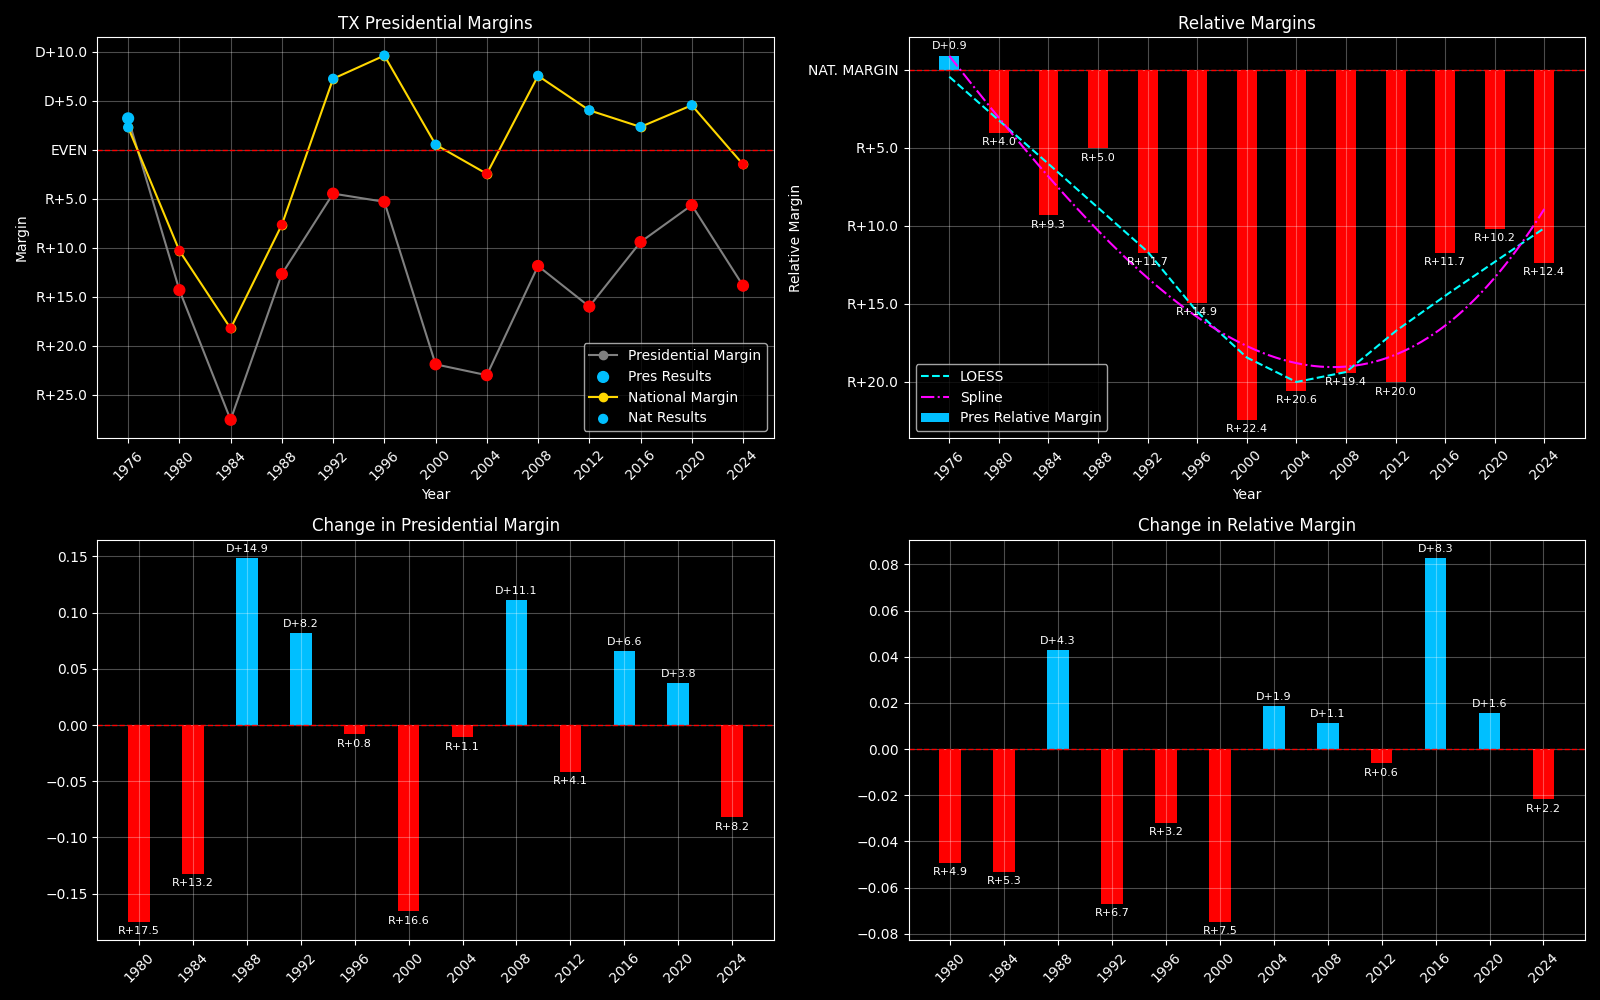 TX Presidential Margins
D+10.0
D+5.0
EVEN
R+5.0
R+10.0
R+15.0
R+20.0
R+25.0
Margin
1976
1980
1984
1988
1992
1996
2000
2004
2008
2012
2016
2020
2024
Year
Presidential Margin
Pres Results
National Margin
Nat Results
Relative Margins
NAT. MARGIN
R+5.0
R+10.0
R+15.0
R+20.0
Relative Margin
D+0.9
R+4.0
R+9.3
R+5.0
R+11.7
R+14.9
R+22.4
R+20.6
R+19.4
R+20.0
R+11.7
R+10.2
R+12.4
LOESS
Spline
Pres Relative Margin
1976
1980
1984
1988
1992
1996
2000
2004
2008
2012
2016
2020
2024
Year
Change in Presidential Margin
0.15
0.10
0.05
0.00
−0.05
−0.10
−0.15
R+17.5
R+13.2
D+14.9
D+8.2
R+0.8
R+16.6
R+1.1
D+11.1
R+4.1
D+6.6
D+3.8
R+8.2
1980
1984
1988
1992
1996
2000
2004
2008
2012
2016
2020
2024
Change in Relative Margin
0.08
0.06
0.04
0.02
0.00
−0.02
−0.04
−0.06
−0.08
R+4.9
R+5.3
D+4.3
R+6.7
R+3.2
R+7.5
D+1.9
D+1.1
R+0.6
D+8.3
D+1.6
R+2.2
1980
1984
1988
1992
1996
2000
2004
2008
2012
2016
2020
2024